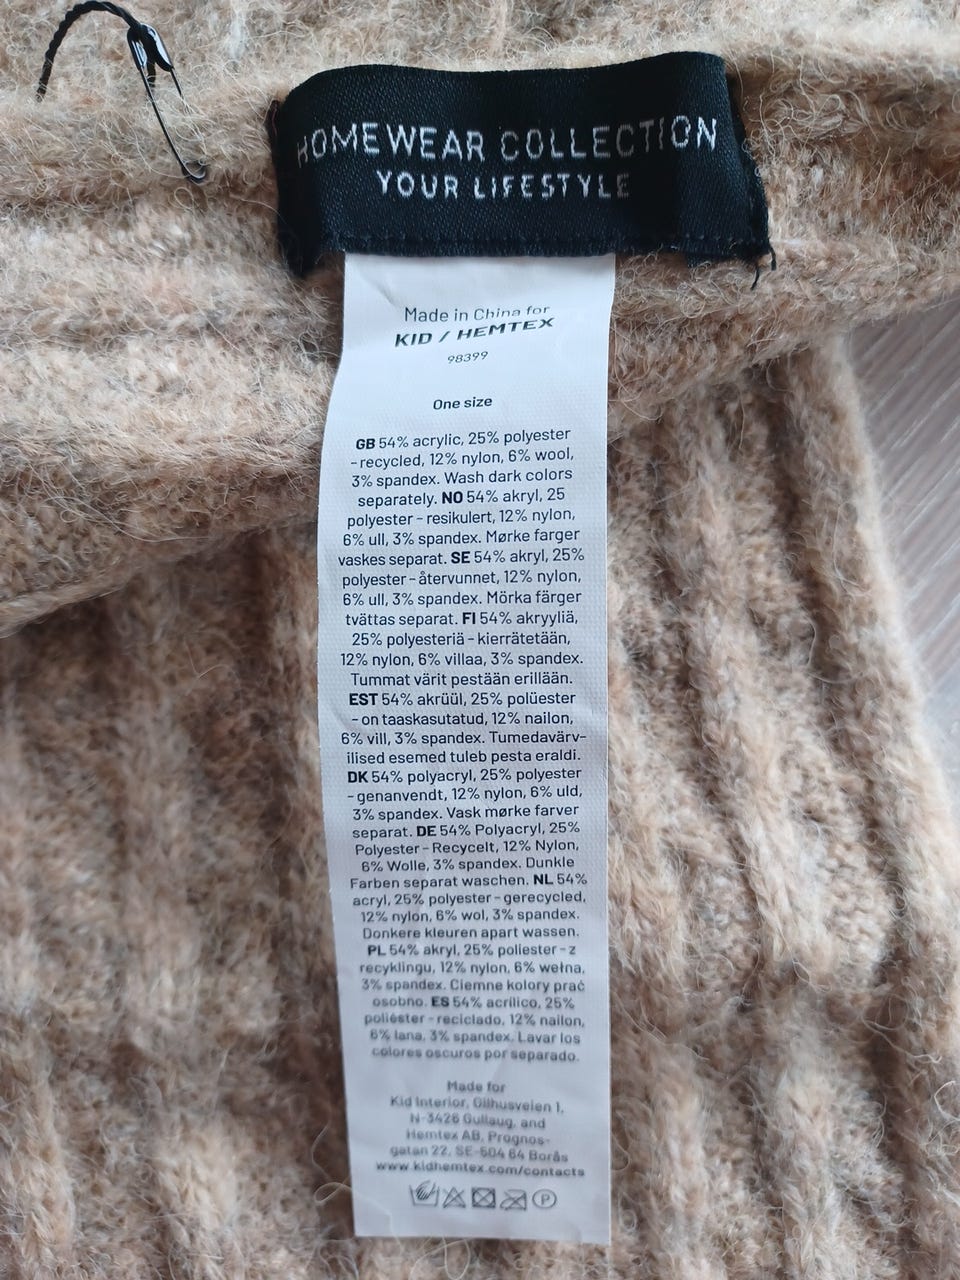 HOMEWEAR COLLECTION
YOUR LIFESTYLE
Made in China for
KID / HEMTEX
98399
One size
GB 54% acrylic, 25% polyester
- recycled, 12% nylon, 6% wool,
3% spandex. Wash dark colors
separately. NO 54% akryl, 25
polyester - resikulert, 12% nylon,
6% ull, 3% spandex. Mørke farger
vaskes separat. SE 54% akryl, 25%
polyester - återvunnet, 12% nylon,
6% ull, 3% spandex. Mörka färger
tvättas separat. FI 54% akryyliä,
25% polyesteriä - kierrätetään,
12% nylon, 6% villaa, 3% spandex.
Tummat värit pestään erillään.
EST 54% akrüül, 25% polüester
- on taaskasutatud, 12% nailon,
6% vill, 3% spandex. Tumedavärv-
ilised esemed tuleb pesta eraldi.
DK 54% polyacryl, 25% polyester
- genanvendt, 12% nylon, 6% uld,
3% spandex. Vask mørke farver
separat. DE 54% Polyacryl, 25%
Polyester - Recycelt, 12% Nylon,
6% Wolle, 3% spandex. Dunkle
Farben separat waschen. NL 54%
acryl, 25% polyester - gerecycled,
12% nylon, 6% wol, 3% spandex.
Donkere kleuren apart wassen.
PL 54% akryl, 25% poliester - z
recyklingu, 12% nylon, 6% wełna,
3% spandex. Ciemne kolory prać
osobno. ES 54% acrílico, 25%
poliéster - reciclado, 12% nailon,
6% lana, 3% spandex. Lavar los
colores oscuros por separado.
Made for
Kid Interior, Gilhusveien 1,
N-3426 Gullaug, and
Hemtex AB, Prognos-
gatan 22, SE-504 64 Borås
www.kidhemtex.com/contacts
P